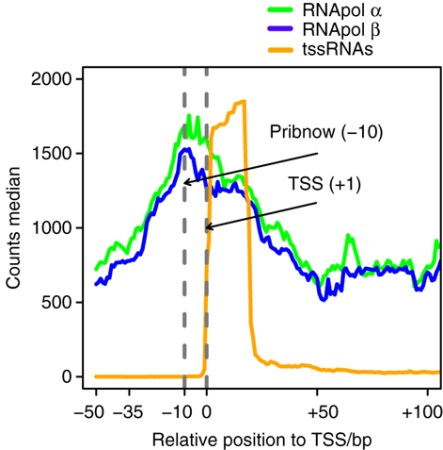 RNApol α
RNApol β
tssRNAs
2000
1500
1000
500
0
Counts median
Pribnow (−10)
TSS (+1)
−50 −35 −10 0 +50 +100
Relative position to TSS/bp